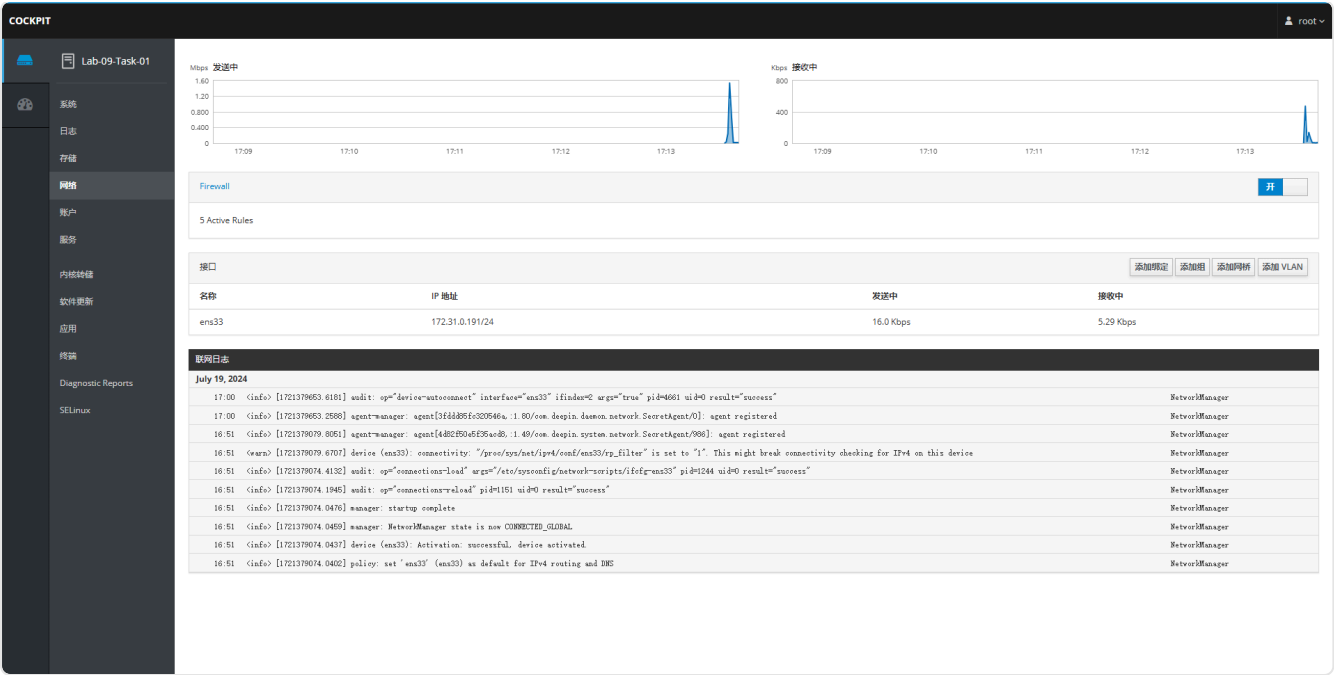 COCKPIT
root
Lab-09-Task-01
系统
日志
存储
网络
账户
服务
内核转储
软件更新
应用
终端
Diagnostic Reports
SELinux
Mbps 发送中
1.60
1.20
0.800
0.400
0
17:09 17:10 17:11 17:12 17:13
Kbps 接收中
800
400
0
17:09 17:10 17:11 17:12 17:13
Firewall 开
5 Active Rules
接口 添加绑定 添加组 添加网桥 添加 VLAN
名称 IP 地址 发送中 接收中
ens33 172.31.0.191/24 16.0 Kbps 5.29 Kbps
联网日志
July 19, 2024
17:00 <info> [1721379653.6181] audit: op="device-autoconnect" interface="ens33" ifindex=2 args="true" pid=4661 uid=0 result="success" NetworkManager
17:00 <info> [1721379653.2588] agent-manager: agent[3fddd85fc320546a,:1.80/com.deepin.daemon.network.SecretAgent/0]: agent registered NetworkManager
16:51 <info> [1721379079.8051] agent-manager: agent[4d82f50e5f35acd8,:1.49/com.deepin.system.network.SecretAgent/986]: agent registered NetworkManager
16:51 <warn> [1721379079.6707] device (ens33): connectivity: "/proc/sys/net/ipv4/conf/ens33/rp_filter" is set to "1". This might break connectivity checking for IPv4 on this device NetworkManager
16:51 <info> [1721379074.4132] audit: op="connections-load" args="/etc/sysconfig/network-scripts/ifcfg-ens33" pid=1244 uid=0 result="success" NetworkManager
16:51 <info> [1721379074.1945] audit: op="connections-reload" pid=1151 uid=0 result="success" NetworkManager
16:51 <info> [1721379074.0476] manager: startup complete NetworkManager
16:51 <info> [1721379074.0459] manager: NetworkManager state is now CONNECTED_GLOBAL NetworkManager
16:51 <info> [1721379074.0437] device (ens33): Activation: successful, device activated. NetworkManager
16:51 <info> [1721379074.0402] policy: set 'ens33' (ens33) as default for IPv4 routing and DNS NetworkManager